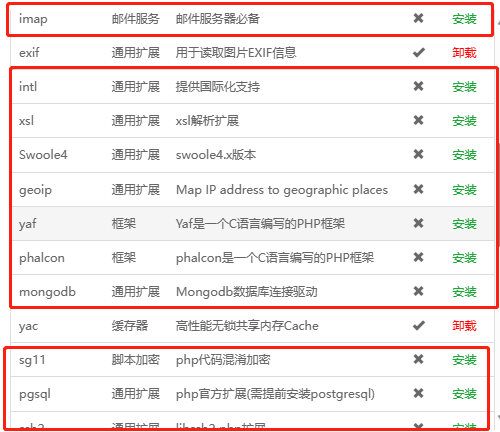 imap 邮件服务 邮件服务器必备 ✖ 安装
exif 通用扩展 用于读取图片EXIF信息 ✔ 卸载
intl 通用扩展 提供国际化支持 ✖ 安装
xsl 通用扩展 xsl解析扩展 ✖ 安装
Swoole4 通用扩展 swoole4.x版本 ✖ 安装
geoip 通用扩展 Map IP address to geographic places ✖ 安装
yaf 框架 Yaf是一个C语言编写的PHP框架 ✖ 安装
phalcon 框架 phalcon是一个C语言编写的PHP框架 ✖ 安装
mongodb 通用扩展 Mongodb数据库连接驱动 ✖ 安装
yac 缓存器 高性能无锁共享内存Cache ✔ 卸载
sg11 脚本加密 php代码混淆加密 ✖ 安装
pgsql 通用扩展 php官方扩展(需提前安装postgresql) ✖ 安装
ssh2 通用扩展 libssh2 php扩展 ✖ 安装